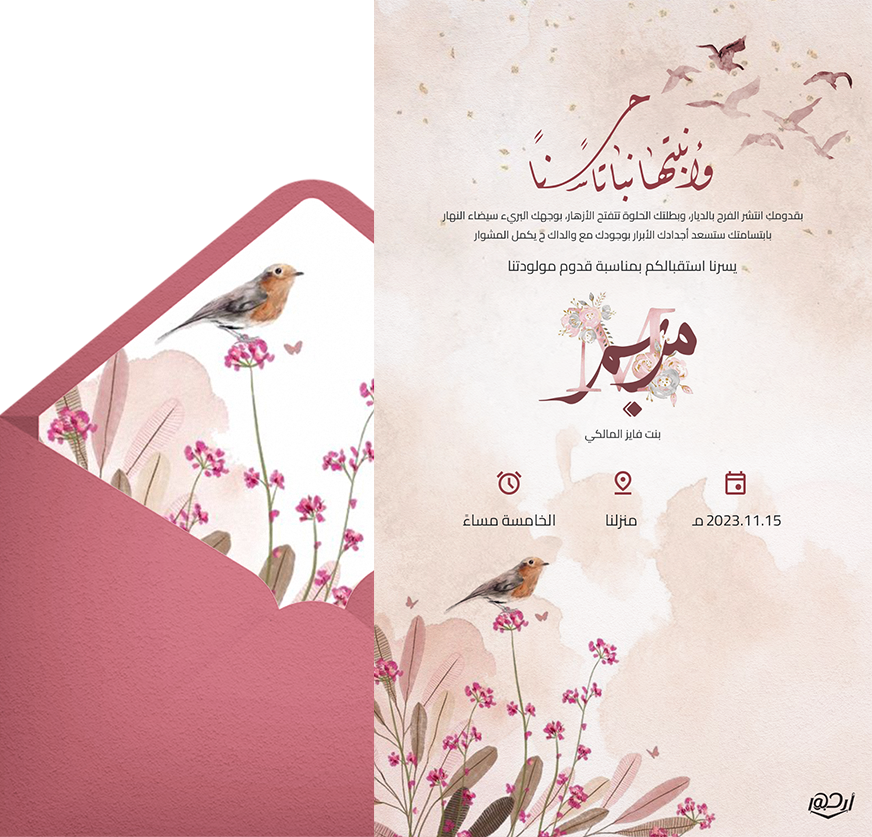 وأنبتها نباتاً حسناً
بقدومك انتشر الفرح بالديار، وبطلتك الحلوة تتفتح الأزهار، بوجهك البريء سيضاء النهار
بابتسامتك ستسعد أجدادك الأبرار بوجودك مع والداك خ يكمل المشوار
يسرنا استقبالكم بمناسبة قدوم مولودتنا
M
مريم
بنت فايز المالكي
2023.11.15 مـ
منزلنا
الخامسة مساءً